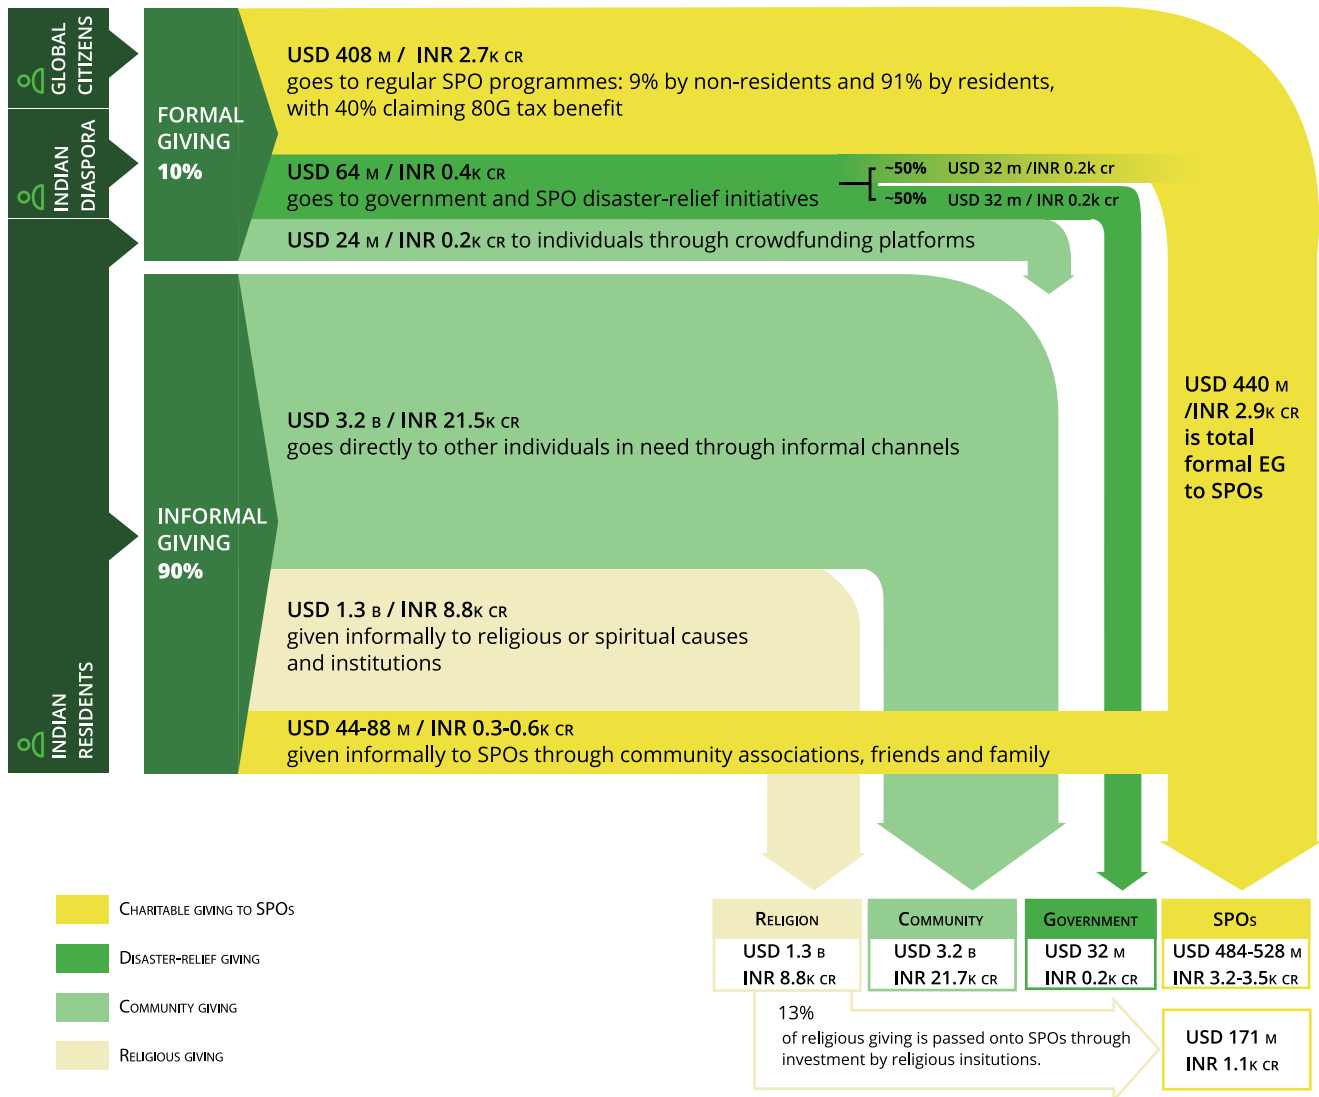 GLOBAL
CITIZENS
INDIAN
DIASPORA
INDIAN
RESIDENTS
FORMAL
GIVING
10%
USD 408 M / INR 2.7K CR
goes to regular SPO programmes: 9% by non-residents and 91% by residents,
with 40% claiming 80G tax benefit
USD 64 M / INR 0.4K CR
goes to government and SPO disaster-relief initiatives
~50% USD 32 m /INR 0.2k cr
~50% USD 32 m / INR 0.2k cr
USD 24 M / INR 0.2K CR to individuals through crowdfunding platforms
INFORMAL
GIVING
90%
USD 3.2 B / INR 21.5K CR
goes directly to other individuals in need through informal channels
USD 1.3 B / INR 8.8K CR
given informally to religious or spiritual causes
and institutions
USD 44-88 M / INR 0.3-0.6K CR
given informally to SPOs through community associations, friends and family
USD 440 M
/INR 2.9K CR
is total
formal EG
to SPOs
CHARITABLE GIVING TO SPOS
DISASTER-RELIEF GIVING
COMMUNITY GIVING
RELIGIOUS GIVING
RELIGION
USD 1.3 B
INR 8.8K CR
COMMUNITY
USD 3.2 B
INR 21.7K CR
GOVERNMENT
USD 32 M
INR 0.2K CR
SPOS
USD 484-528 M
INR 3.2-3.5K CR
13%
of religious giving is passed onto SPOs through
investment by religious insitutions.
USD 171 M
INR 1.1K CR